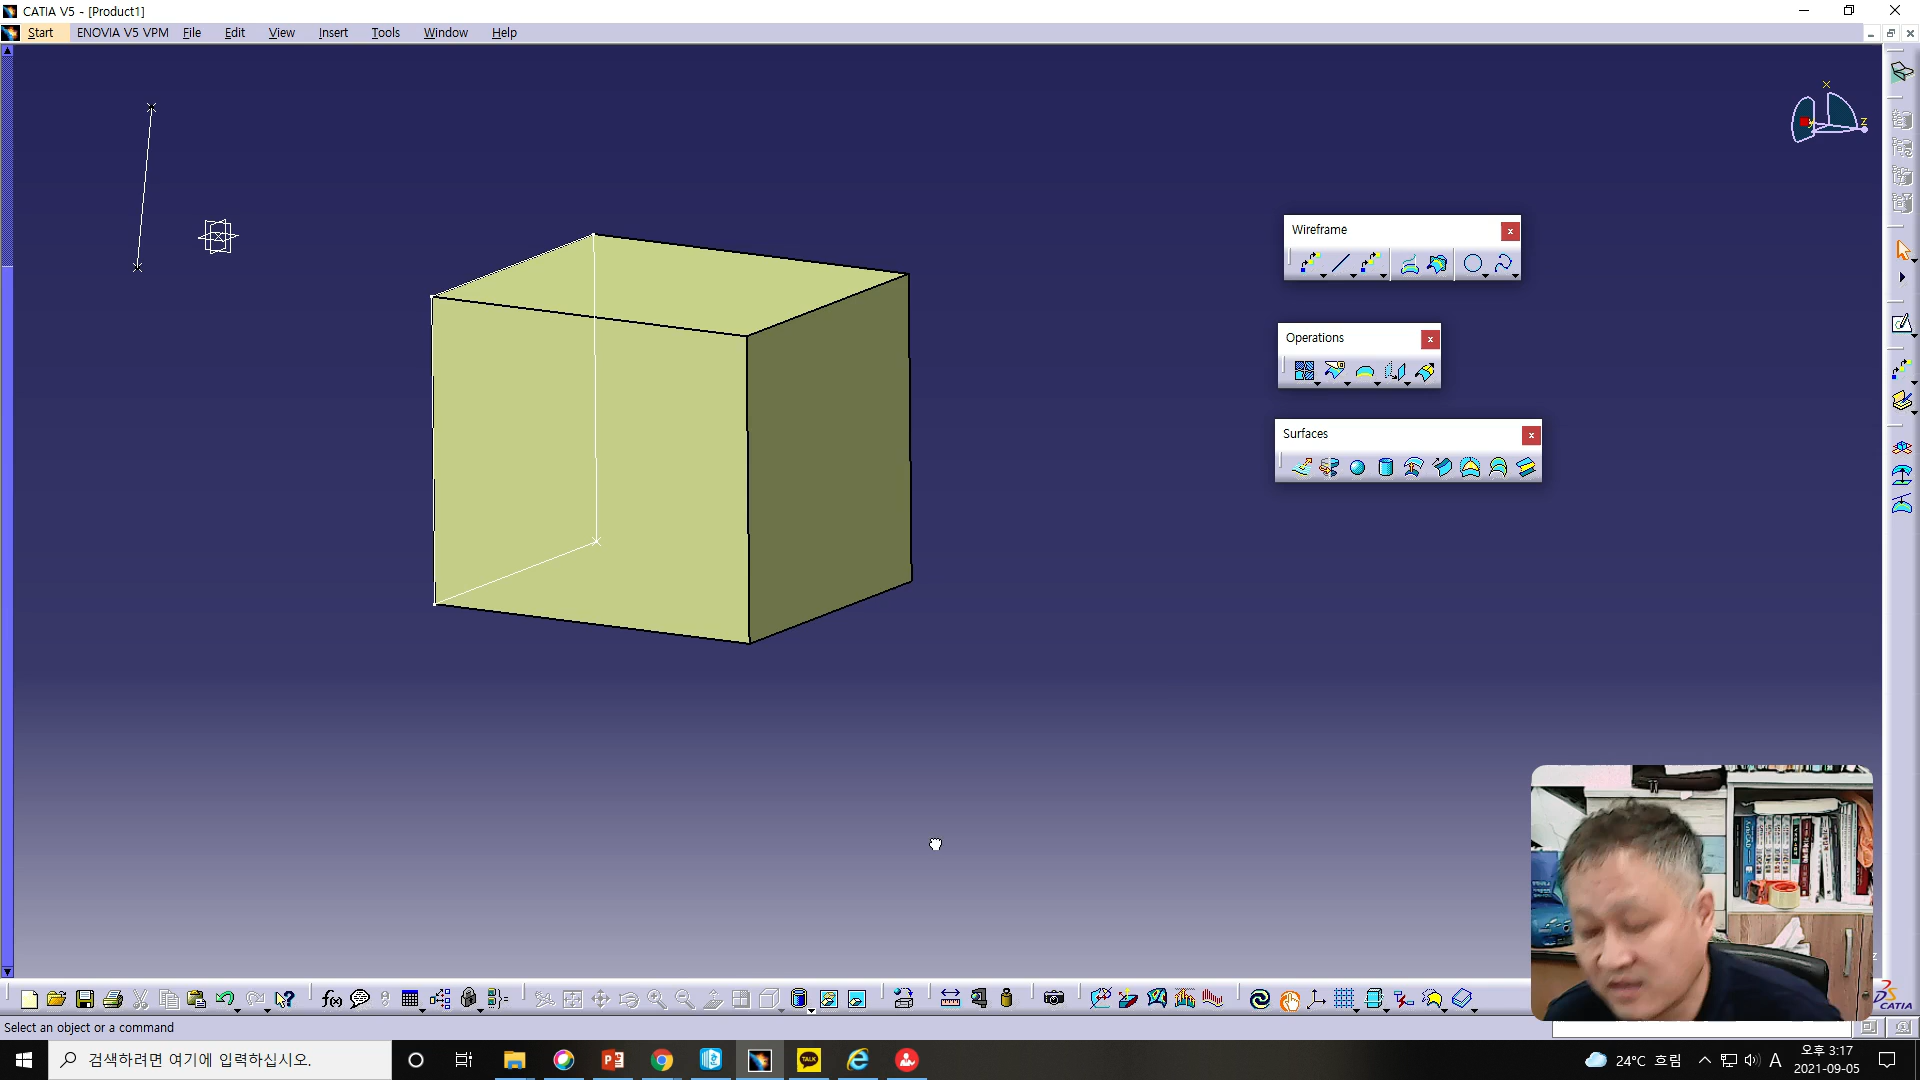 CATIA V5 - [Product1]
Start ENOVIA V5 VPM File Edit View Insert Tools Window Help
x
y
z
Wireframe
Operations
Surfaces
f(x)
CATIA
Select an object or a command
검색하려면 여기에 입력하십시오.
TALK
24°C 흐림
A
오후 3:17
2021-09-05